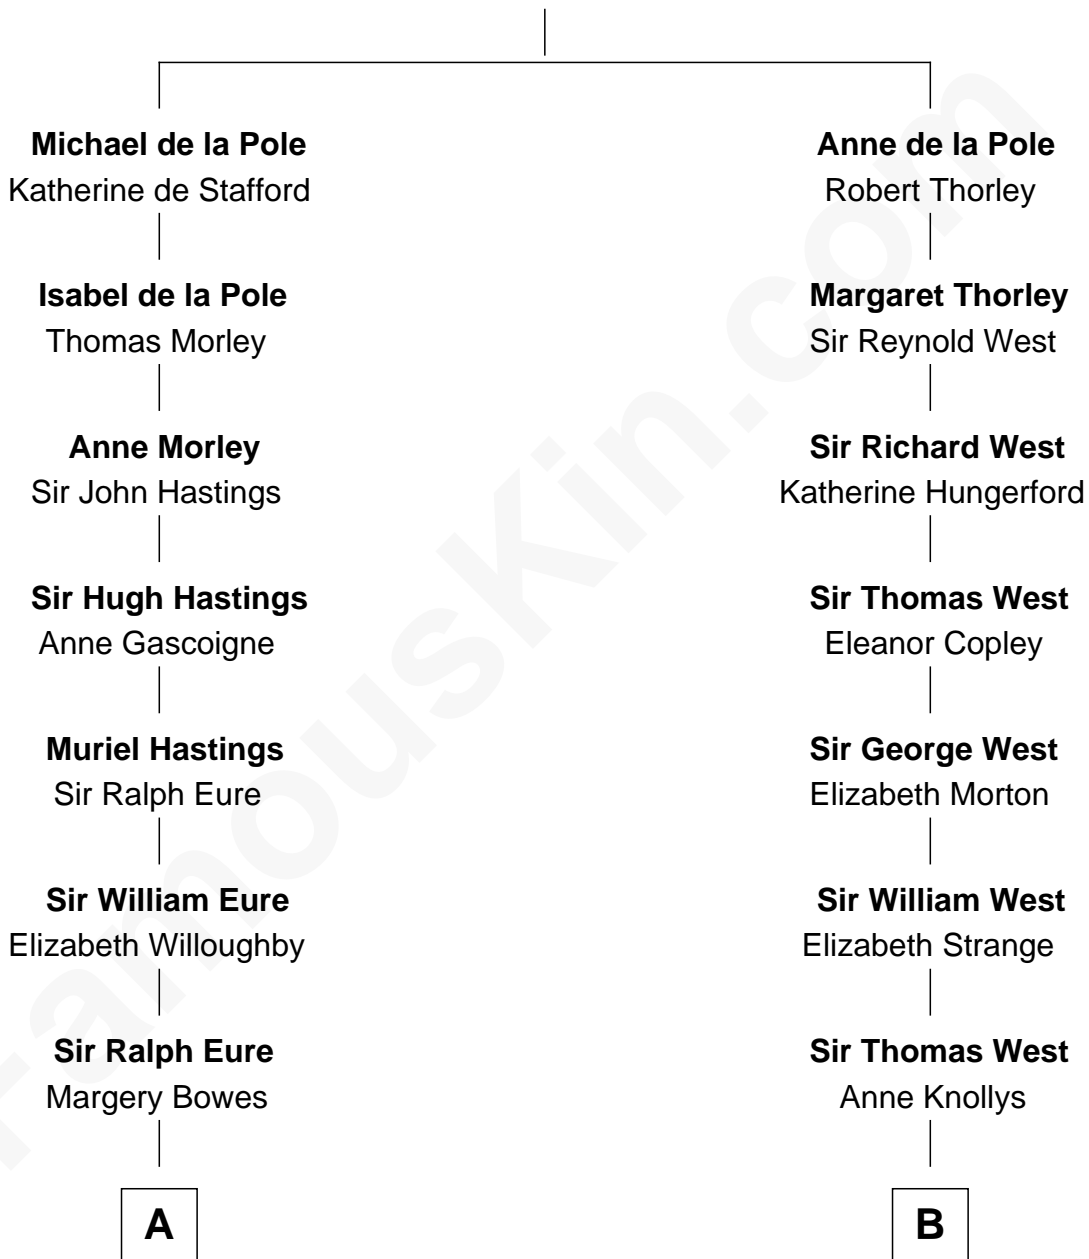 Michael de la Pole
Katherine de Stafford
Isabel de la Pole
Thomas Morley
Anne Morley
Sir John Hastings
Sir Hugh Hastings
Anne Gascoigne
Muriel Hastings
Sir Ralph Eure
Sir William Eure
Elizabeth Willoughby
Sir Ralph Eure
Margery Bowes
A
Anne de la Pole
Robert Thorley
Margaret Thorley
Sir Reynold West
Sir Richard West
Katherine Hungerford
Sir Thomas West
Eleanor Copley
Sir George West
Elizabeth Morton
Sir William West
Elizabeth Strange
Sir Thomas West
Anne Knollys
B
FamousKin.com